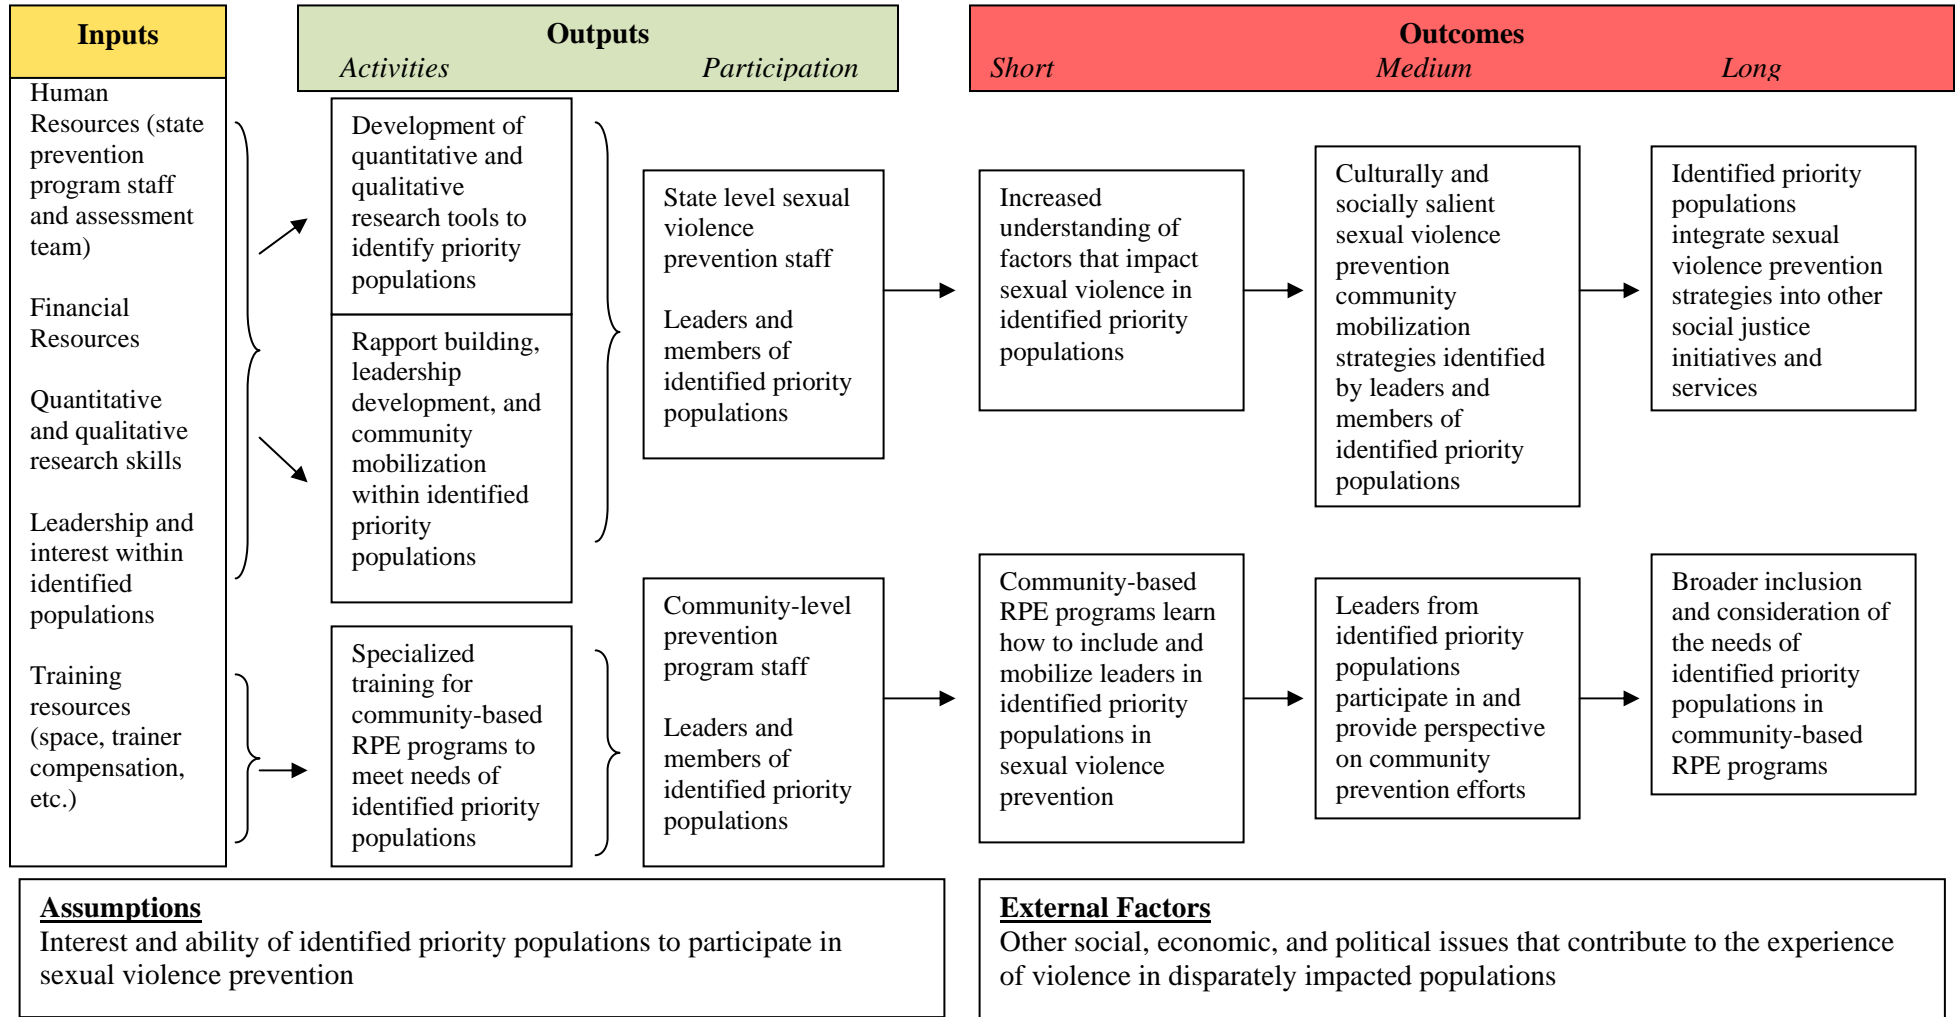 Inputs
Human
Resources (state
prevention
program staff
and assessment
team)
Financial
Resources
Quantitative
and qualitative
research skills
Leadership and
interest within
identified
populations
Training
resources
(space, trainer
compensation,
etc.)
Outputs
Activities Participation
Development of
quantitative and
qualitative
research tools to
identify priority
populations
Rapport building,
leadership
development, and
community
mobilization
within identified
priority
populations
Specialized
training for
community-based
RPE programs to
meet needs of
identified priority
populations
State level sexual
violence
prevention staff
Leaders and
members of
identified priority
populations
Community-level
prevention
program staff
Leaders and
members of
identified priority
populations
Outcomes
Short Medium Long
Increased
understanding of
factors that impact
sexual violence in
identified priority
populations
Culturally and
socially salient
sexual violence
prevention
community
mobilization
strategies identified
by leaders and
members of
identified priority
populations
Identified priority
populations
integrate sexual
violence prevention
strategies into other
social justice
initiatives and
services
Community-based
RPE programs learn
how to include and
mobilize leaders in
identified priority
populations in
sexual violence
prevention
Leaders from
identified priority
populations
participate in and
provide perspective
on community
prevention efforts
Broader inclusion
and consideration of
the needs of
identified priority
populations in
community-based
RPE programs
Assumptions
Interest and ability of identified priority populations to participate in
sexual violence prevention
External Factors
Other social, economic, and political issues that contribute to the experience
of violence in disparately impacted populations